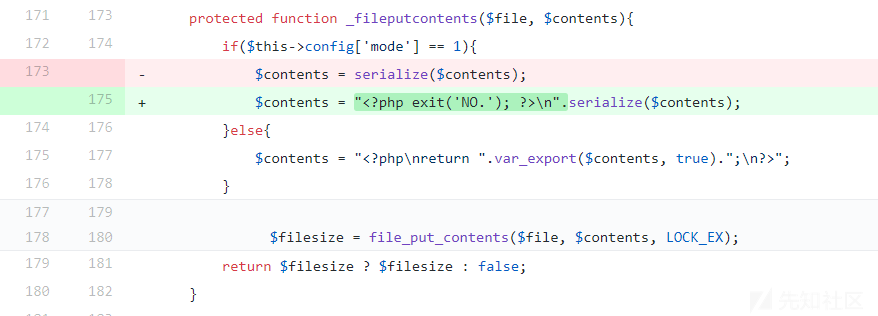 171 173 protected function _fileputcontents($file, $contents){
172 174 if($this->config['mode'] == 1){
173 - $contents = serialize($contents);
175 + $contents = "<?php exit('NO.'); ?>\n".serialize($contents);
174 176 }else{
175 177 $contents = "<?php\nreturn ".var_export($contents, true).";\n?>";
176 178 }
177 179
178 180 $filesize = file_put_contents($file, $contents, LOCK_EX);
179 181 return $filesize ? $filesize : false;
180 182 }
先知社区